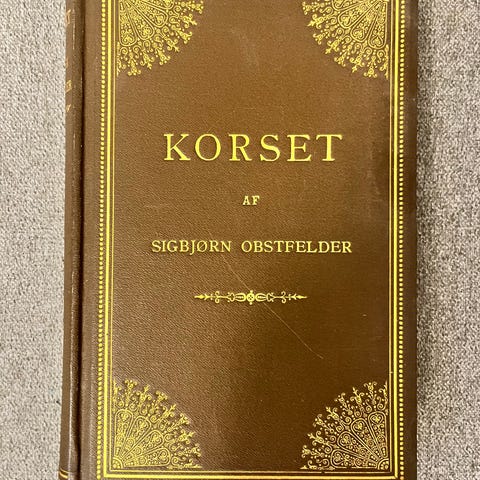 KORSET
AF
SIGBJØRN OBSTFELDER